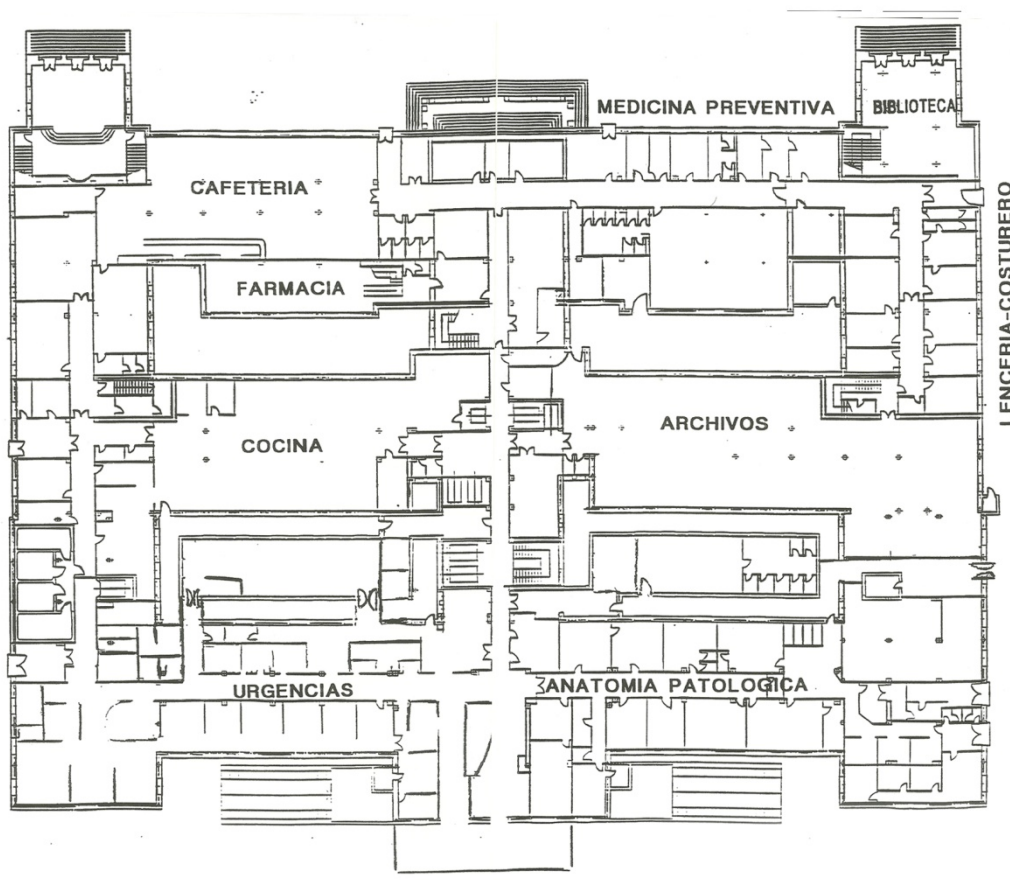 MEDICINA PREVENTIVA
BIBLIOTECA
CAFETERIA
FARMACIA
LENCERIA-COSTURERO
COCINA
ARCHIVOS
URGENCIAS
ANATOMIA PATOLOGICA